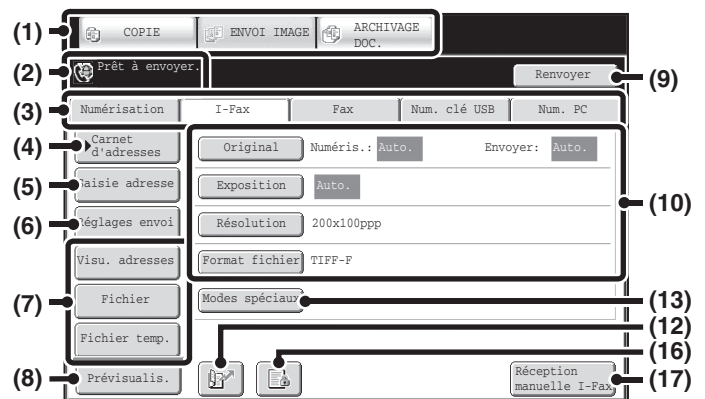 (1) COPIE ENVOI IMAGE ARCHIVAGE DOC.
(2) Prêt à envoyer. Renvoyer (9)
(3) Numérisation I-Fax Fax Num. clé USB Num. PC
(4) Carnet d'adresses Original Numéris.: Auto. Envoyer: Auto.
(5) Saisie adresse Exposition Auto.
(10)
(6) Réglages envoi Résolution 200x100ppp
Visu. adresses Format fichier TIFF-F
(7) Fichier Modes spéciaux (13)
(12)
Fichier temp.
(16)
(8) Prévisualis. Réception manuelle I-Fax (17)